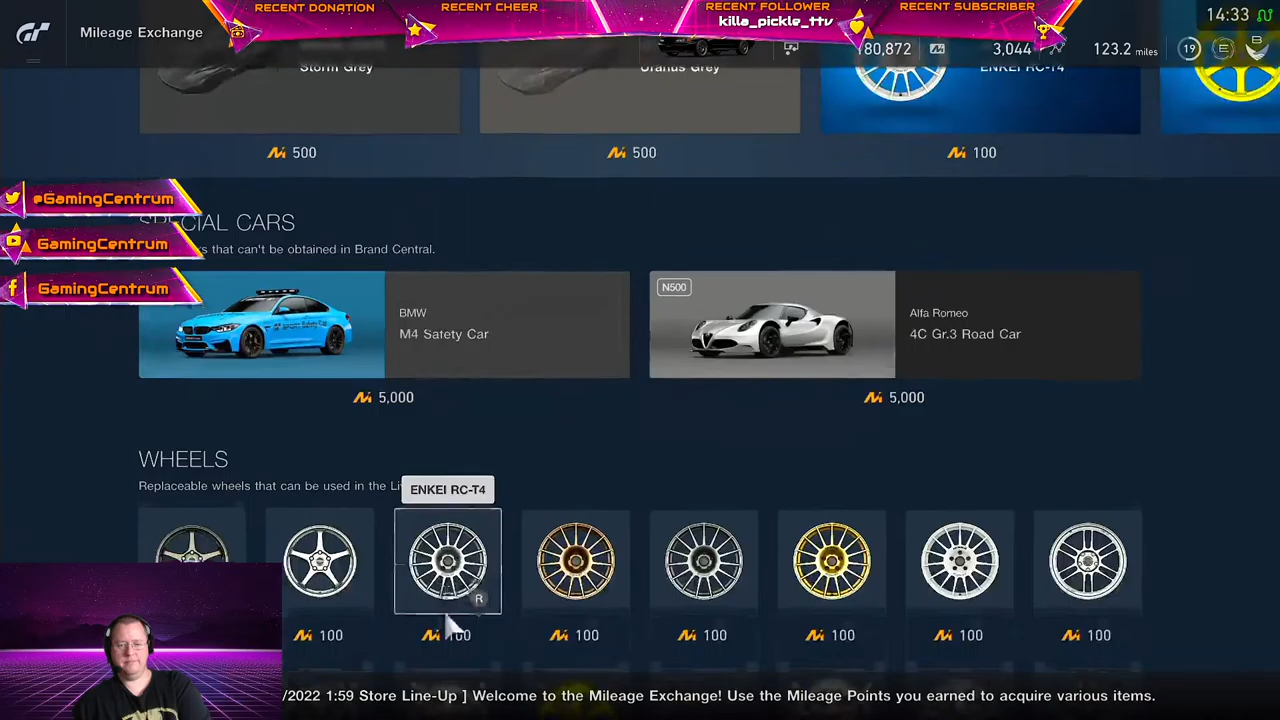 RECENT DONATION
RECENT CHEER
RECENT FOLLOWER
killa_pickle_ttv
RECENT SUBSCRIBER
14:33
Mileage Exchange
80,872
3,044
123.2 miles
19
E
B
Storm Grey
Uranus Grey
ENKEI RC-T4
500
500
100
@GamingCentrum
GamingCentrum
GamingCentrum
SPECIAL CARS
that can't be obtained in Brand Central.
BMW
M4 Safety Car
5,000
N500
Alfa Romeo
4C Gr.3 Road Car
5,000
WHEELS
Replaceable wheels that can be used in the
ENKEI RC-T4
R
100
100
100
100
100
100
100
/2022 1:59 Store Line-Up ] Welcome to the Mileage Exchange! Use the Mileage Points you earned to acquire various items.